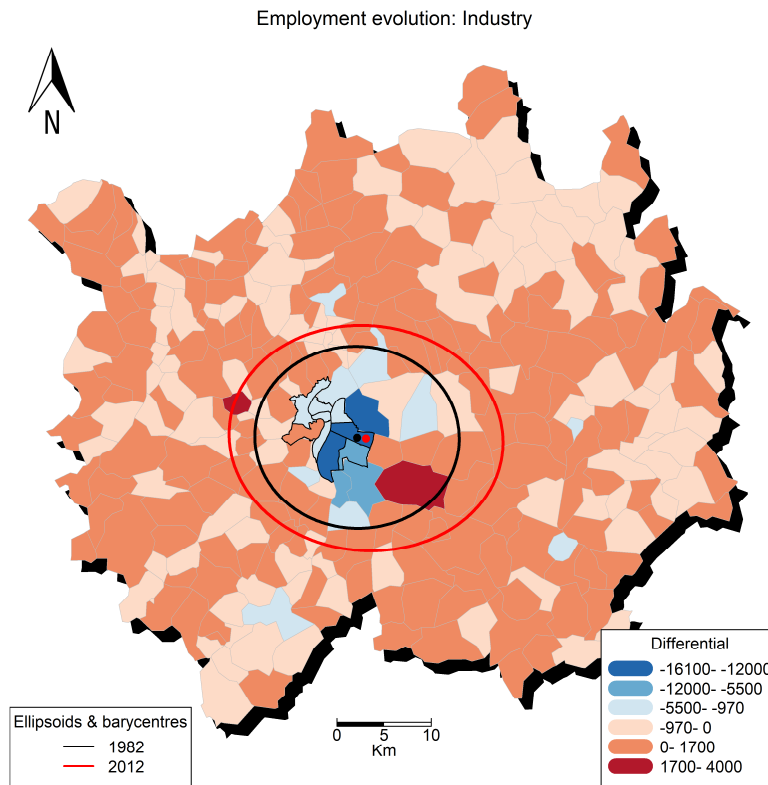 Employment evolution: Industry
N
Ellipsoids & barycentres
1982
2012
0 5 10
Km
Differential
-16100- -12000
-12000- -5500
-5500- -970
-970- 0
0- 1700
1700- 4000